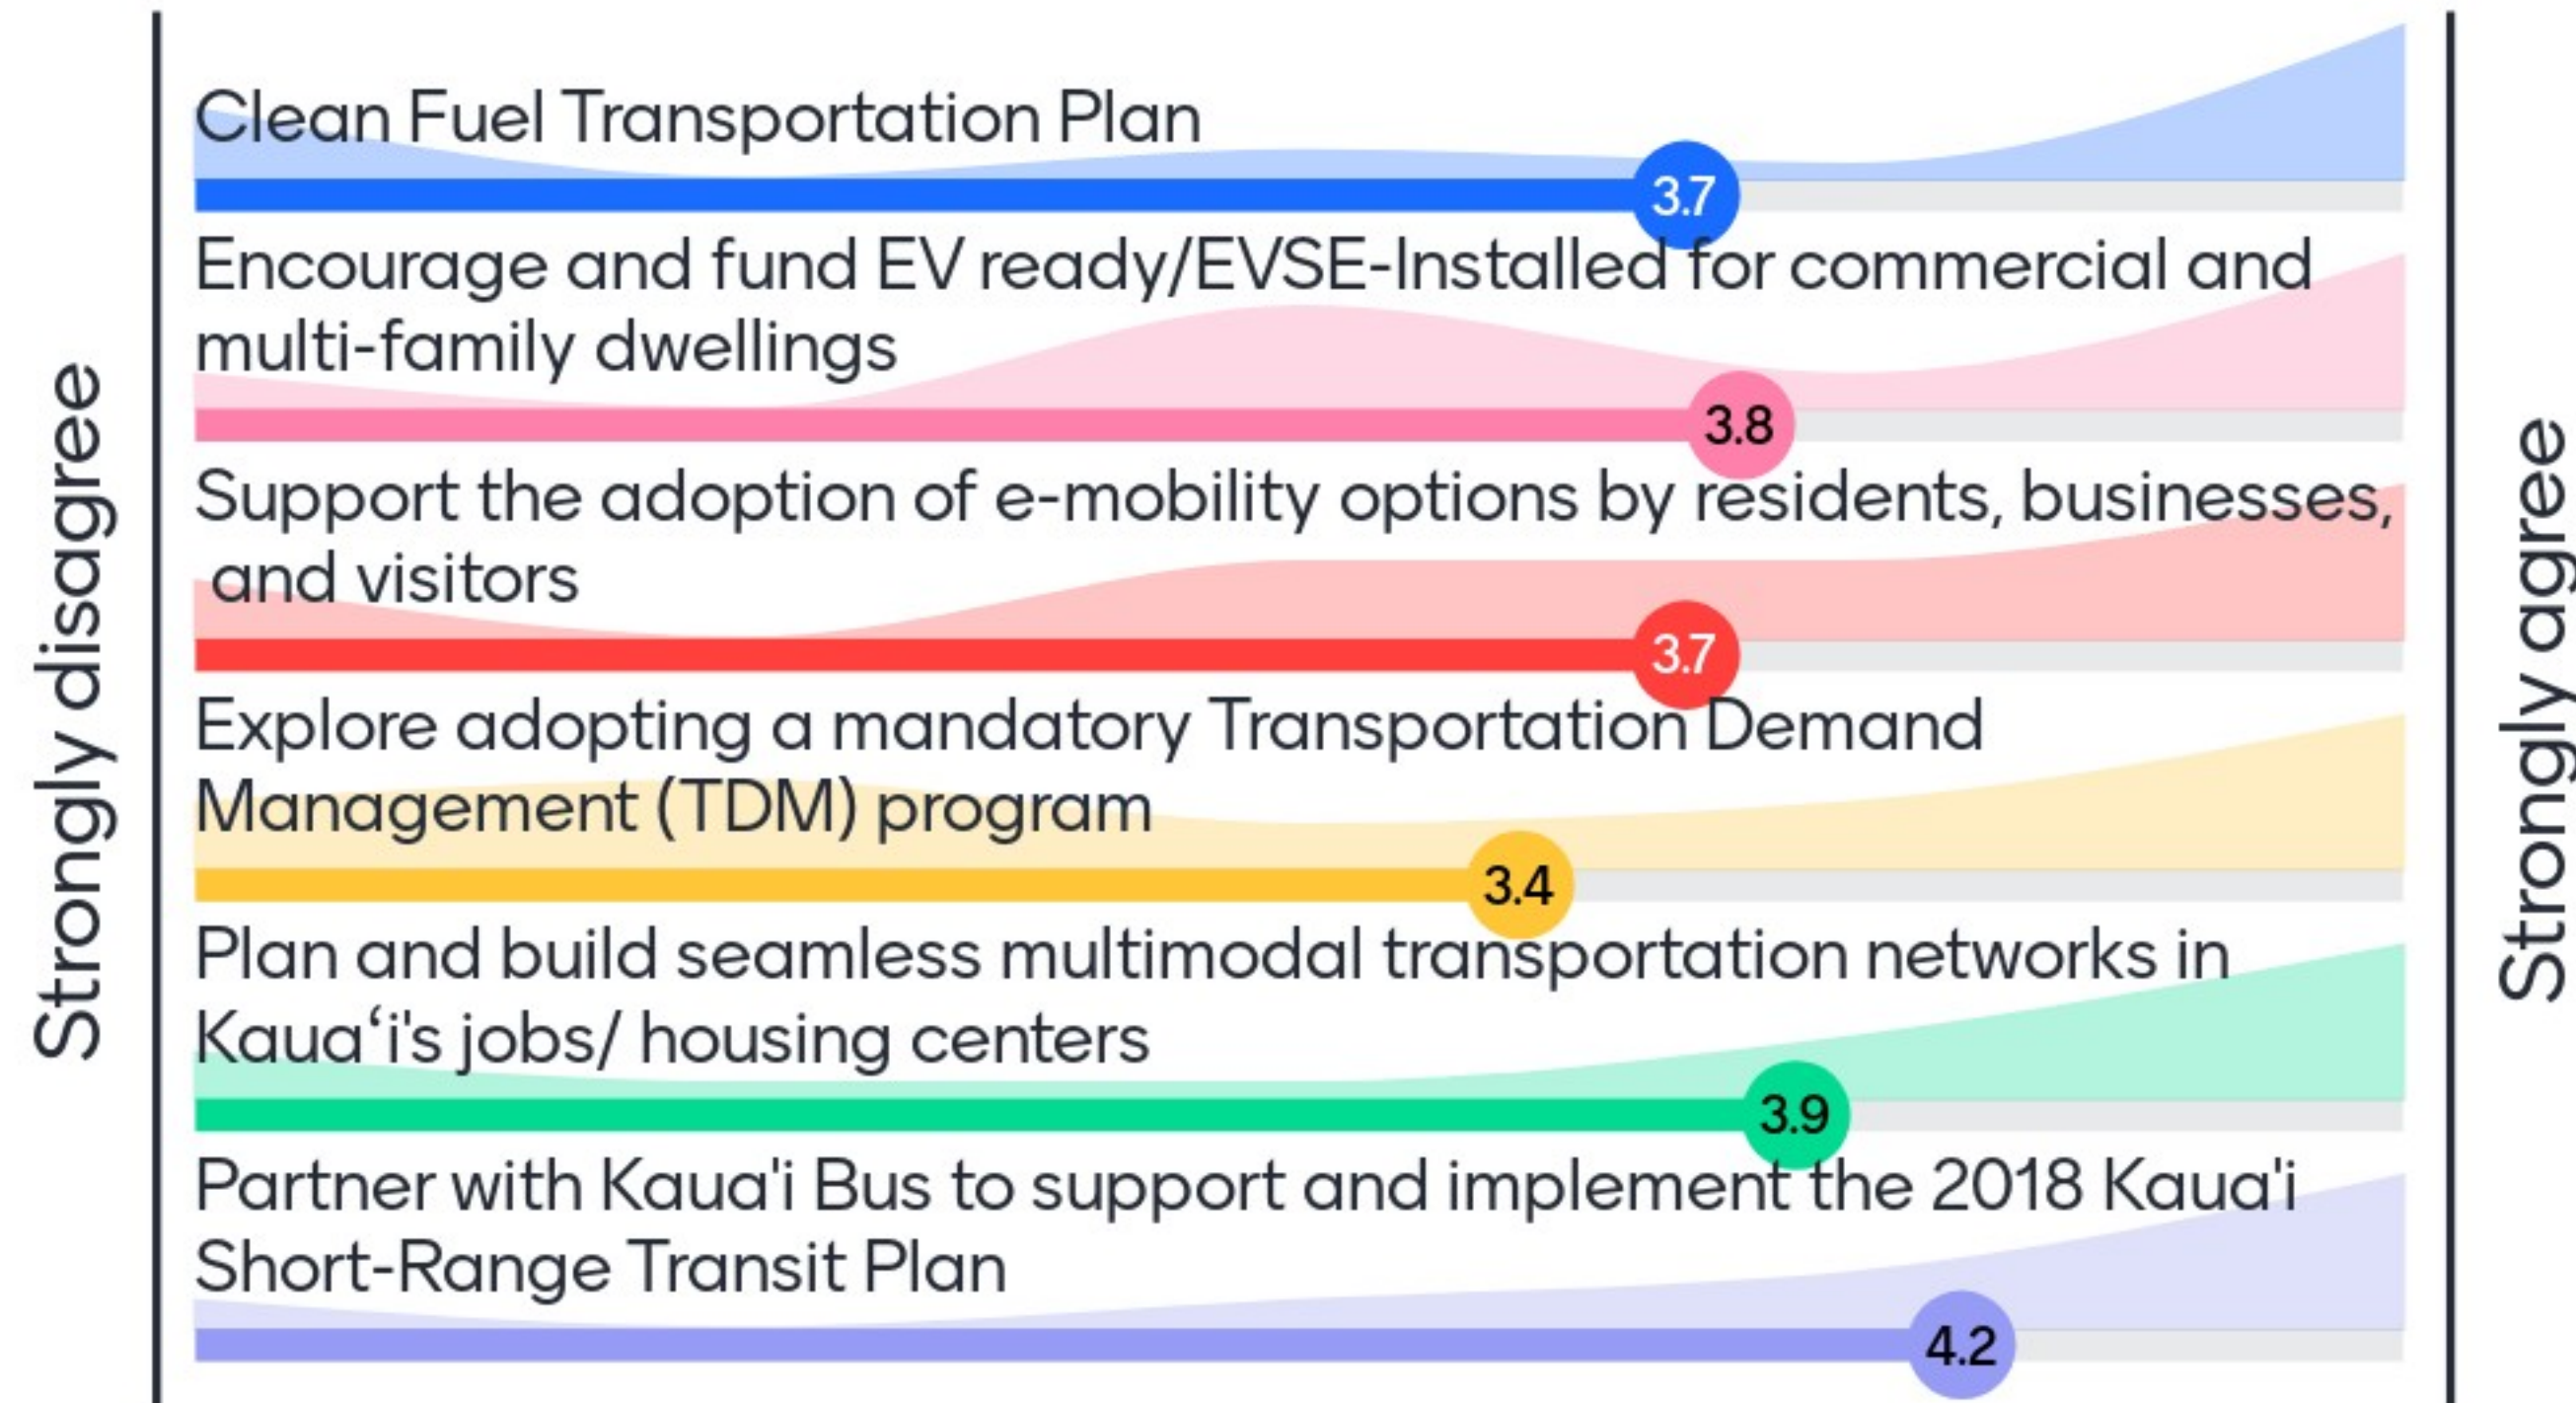 Strongly disagree
Clean Fuel Transportation Plan
3.7
Encourage and fund EV ready/EVSE-Installed for commercial and
multi-family dwellings
3.8
Support the adoption of e-mobility options by residents, businesses,
and visitors
3.7
Explore adopting a mandatory Transportation Demand
Management (TDM) program
3.4
Plan and build seamless multimodal transportation networks in
Kauaʻi's jobs/ housing centers
3.9
Partner with Kaua'i Bus to support and implement the 2018 Kaua'i
Short-Range Transit Plan
4.2
Strongly agree